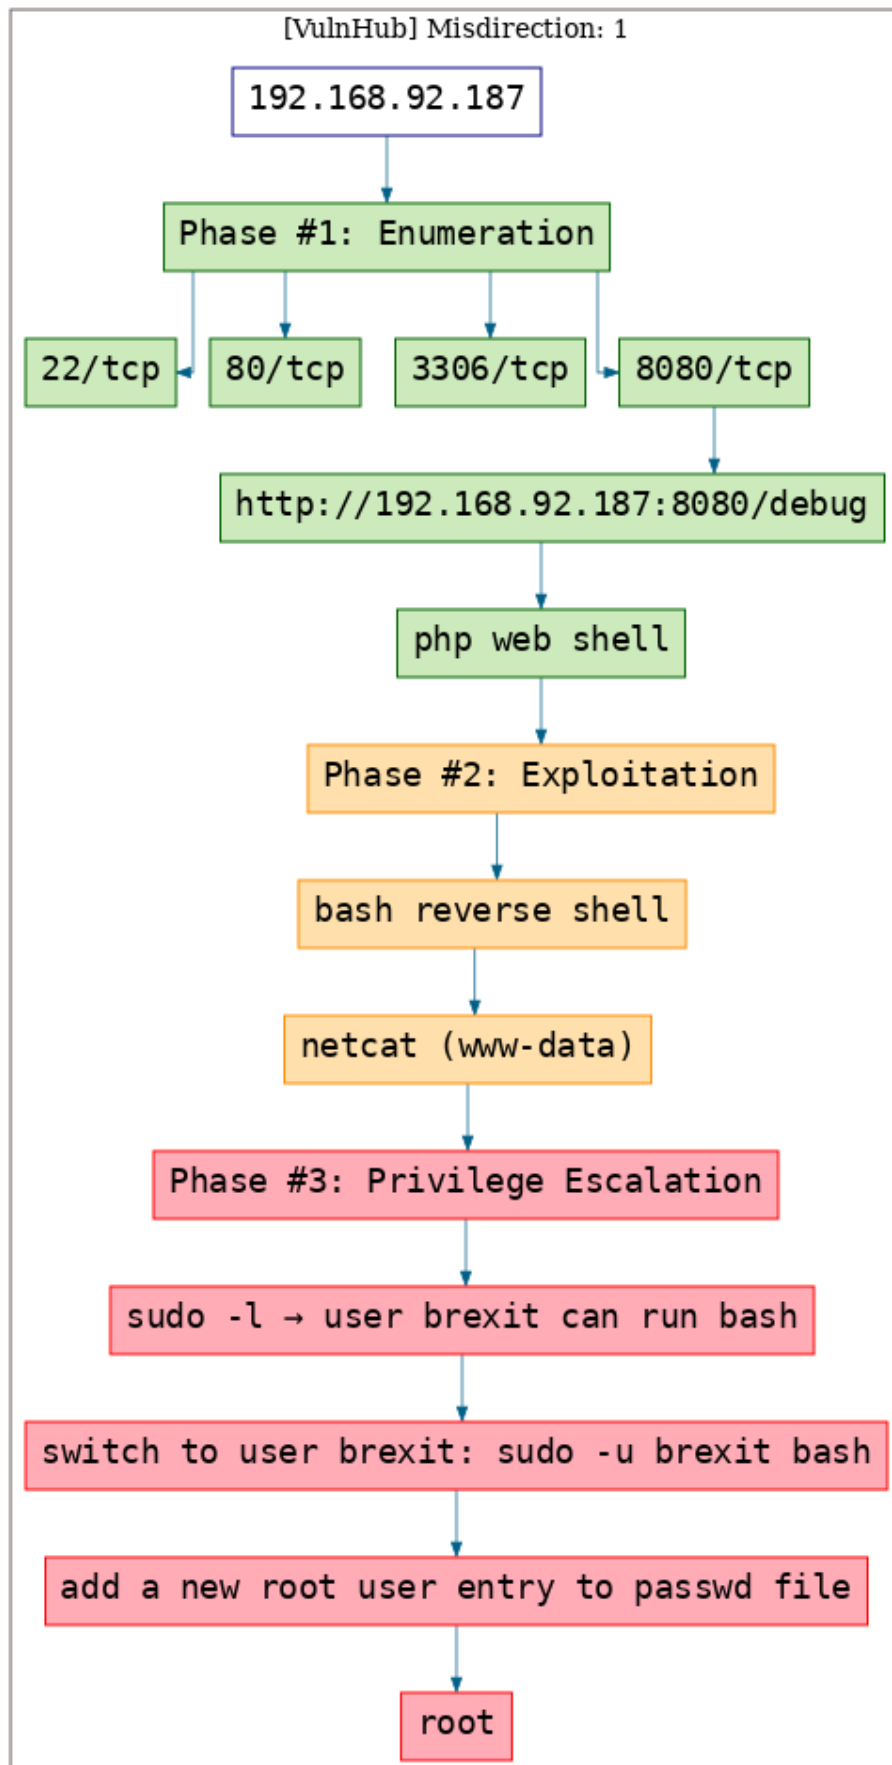 [VulnHub] Misdirection: 1
192.168.92.187
Phase #1: Enumeration
22/tcp
80/tcp
3306/tcp
8080/tcp
http://192.168.92.187:8080/debug
php web shell
Phase #2: Exploitation
bash reverse shell
netcat (www-data)
Phase #3: Privilege Escalation
sudo -l → user brexit can run bash
switch to user brexit: sudo -u brexit bash
add a new root user entry to passwd file
root